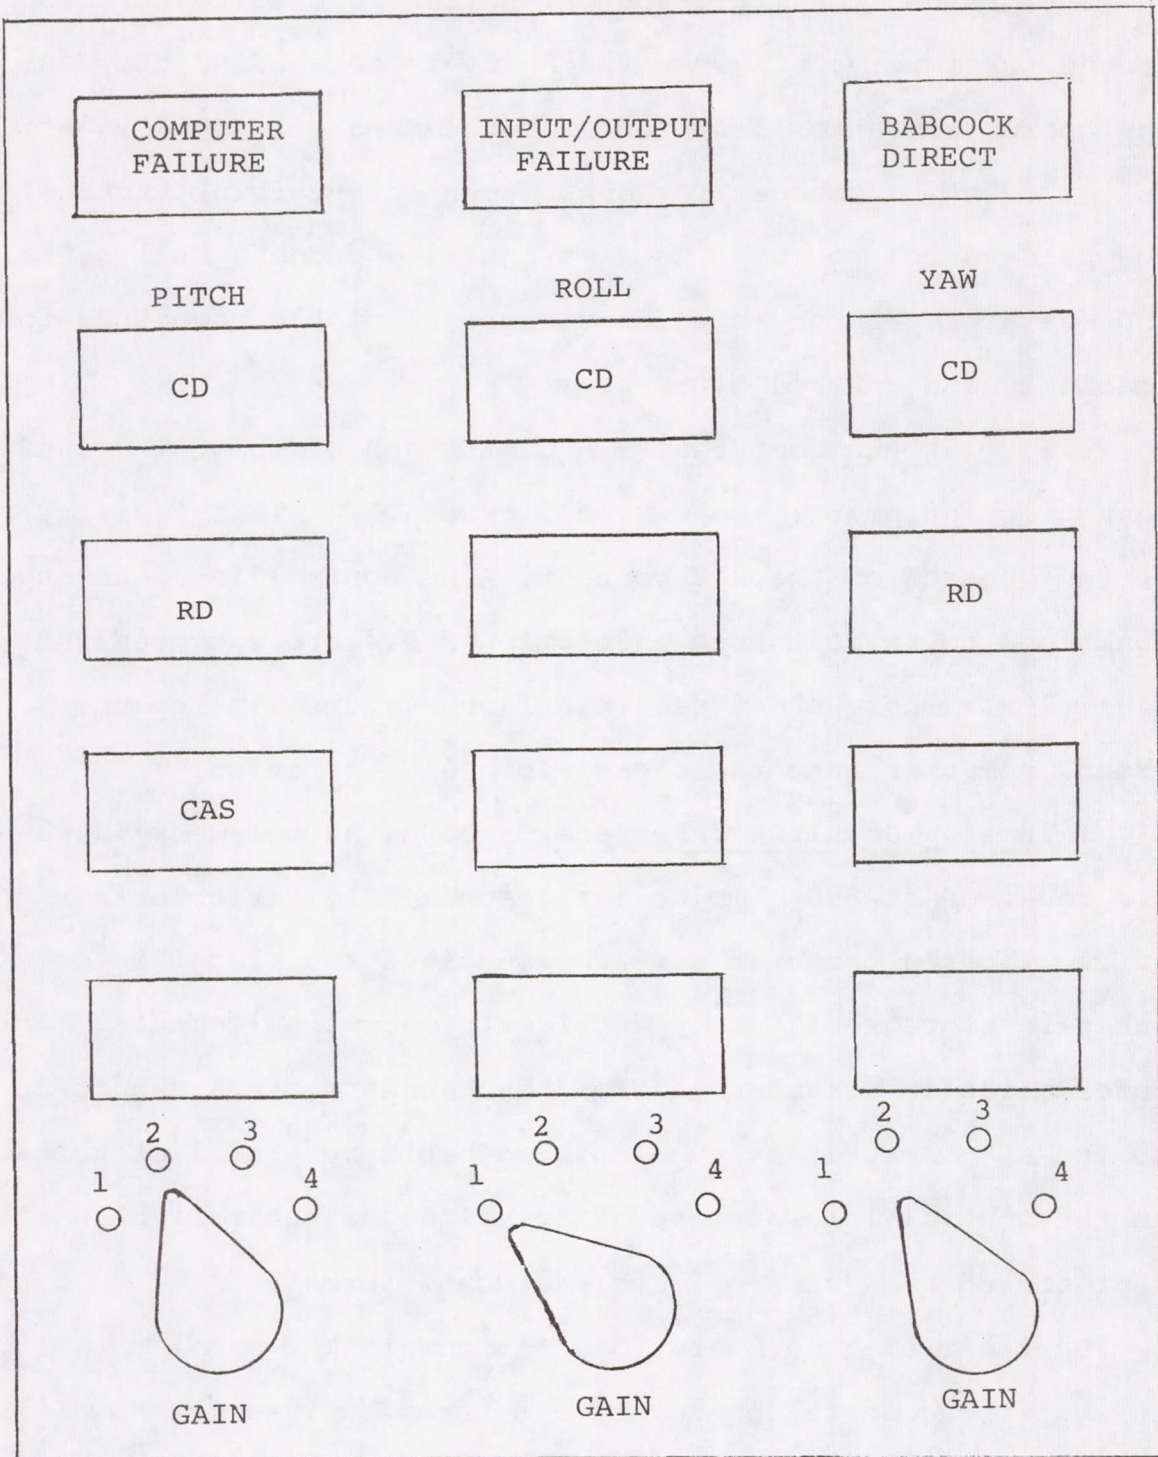 COMPUTER
FAILURE
INPUT/OUTPUT
FAILURE
BABCOCK
DIRECT
PITCH
ROLL
YAW
CD
CD
CD
RD
RD
CAS
1
2
3
4
1
2
3
4
1
2
3
4
GAIN
GAIN
GAIN